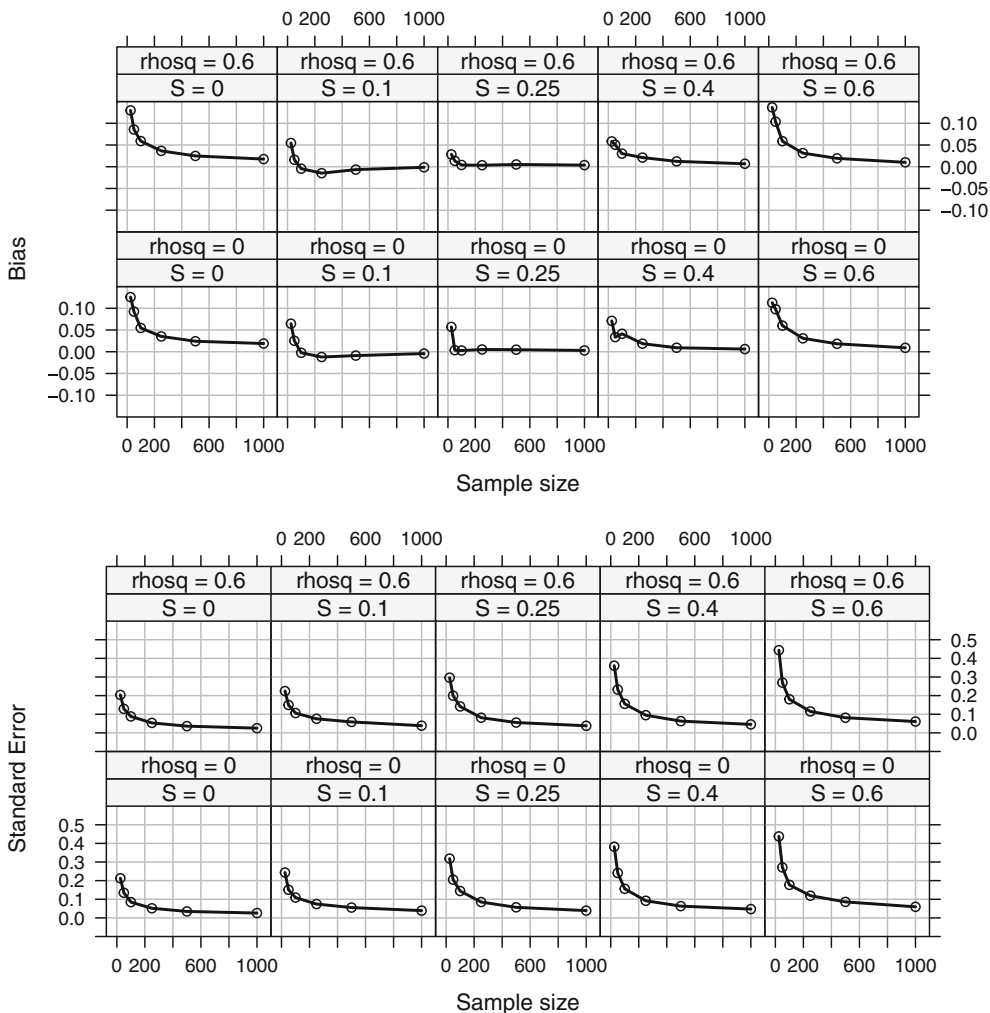 0 200 600 1000 0 200 600 1000
rhosq = 0.6 rhosq = 0.6 rhosq = 0.6 rhosq = 0.6 rhosq = 0.6
S = 0 S = 0.1 S = 0.25 S = 0.4 S = 0.6
0.10
0.05
0.00
−0.05
−0.10
Bias
rhosq = 0 rhosq = 0 rhosq = 0 rhosq = 0 rhosq = 0
S = 0 S = 0.1 S = 0.25 S = 0.4 S = 0.6
0.10
0.05
0.00
−0.05
−0.10
0 200 600 1000 0 200 600 1000 0 200 600 1000
Sample size
0 200 600 1000 0 200 600 1000
rhosq = 0.6 rhosq = 0.6 rhosq = 0.6 rhosq = 0.6 rhosq = 0.6
S = 0 S = 0.1 S = 0.25 S = 0.4 S = 0.6
0.5
0.4
0.3
0.2
0.1
0.0
Standard Error
rhosq = 0 rhosq = 0 rhosq = 0 rhosq = 0 rhosq = 0
S = 0 S = 0.1 S = 0.25 S = 0.4 S = 0.6
0.5
0.4
0.3
0.2
0.1
0.0
0 200 600 1000 0 200 600 1000 0 200 600 1000
Sample size